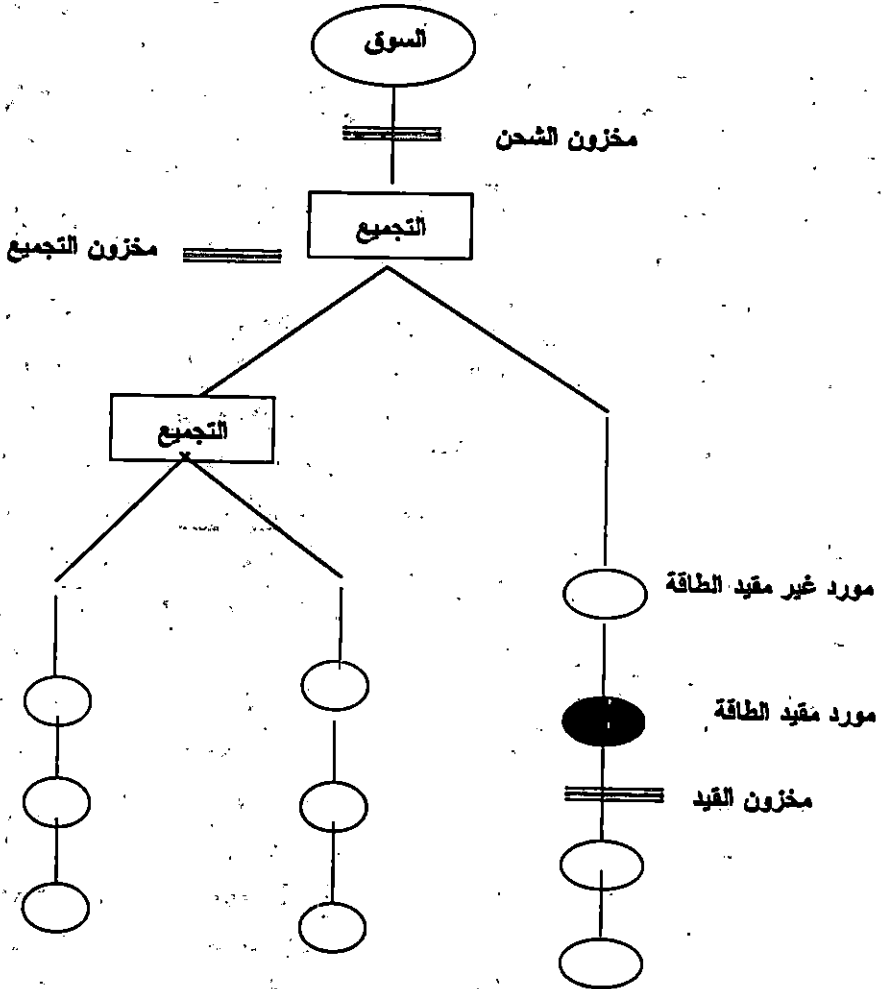 السوق
مخزون الشحن
التجميع
مخزون التجميع
التجميع
مورد غير مقيد الطاقة
مورد مقيد الطاقة
مخزون القيد